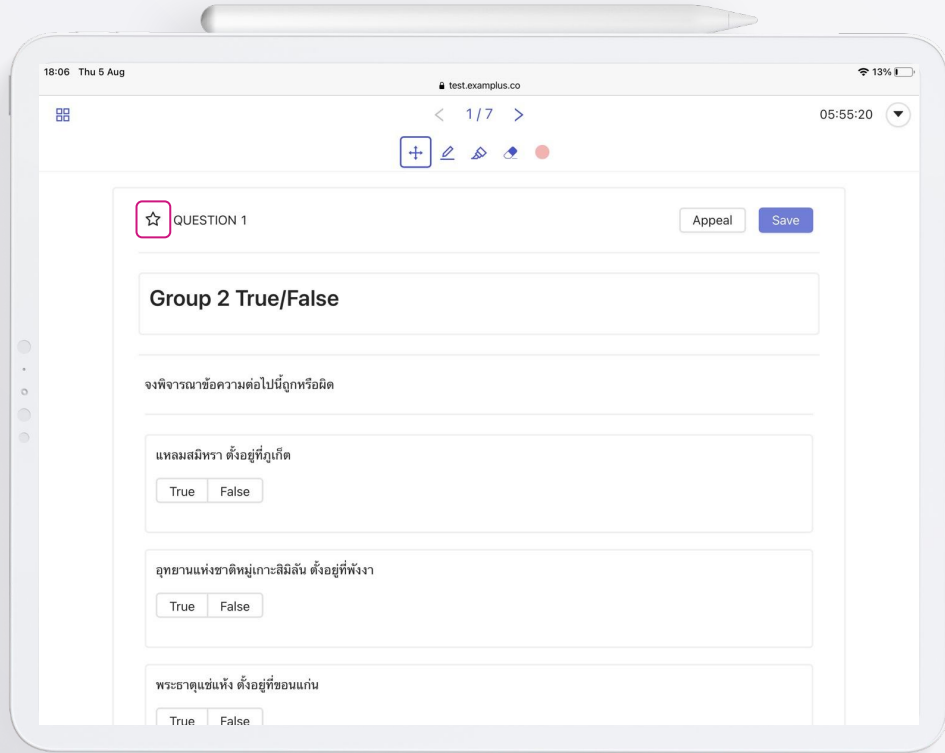 18:06 Thu 5 Aug
13%
test.examplus.co
1/7
05:55:20
QUESTION 1
Appeal
Save
Group 2 True/False
จงพิจารณาข้อความต่อไปนี้ถูกหรือผิด
แหลมสมิหรา ตั้งอยู่ที่ภูเก็ต
True False
อุทยานแห่งชาติหมู่เกาะสิมิลัน ตั้งอยู่ที่พังงา
True False
พระธาตุแช่แห้ง ตั้งอยู่ที่ขอนแก่น
True False